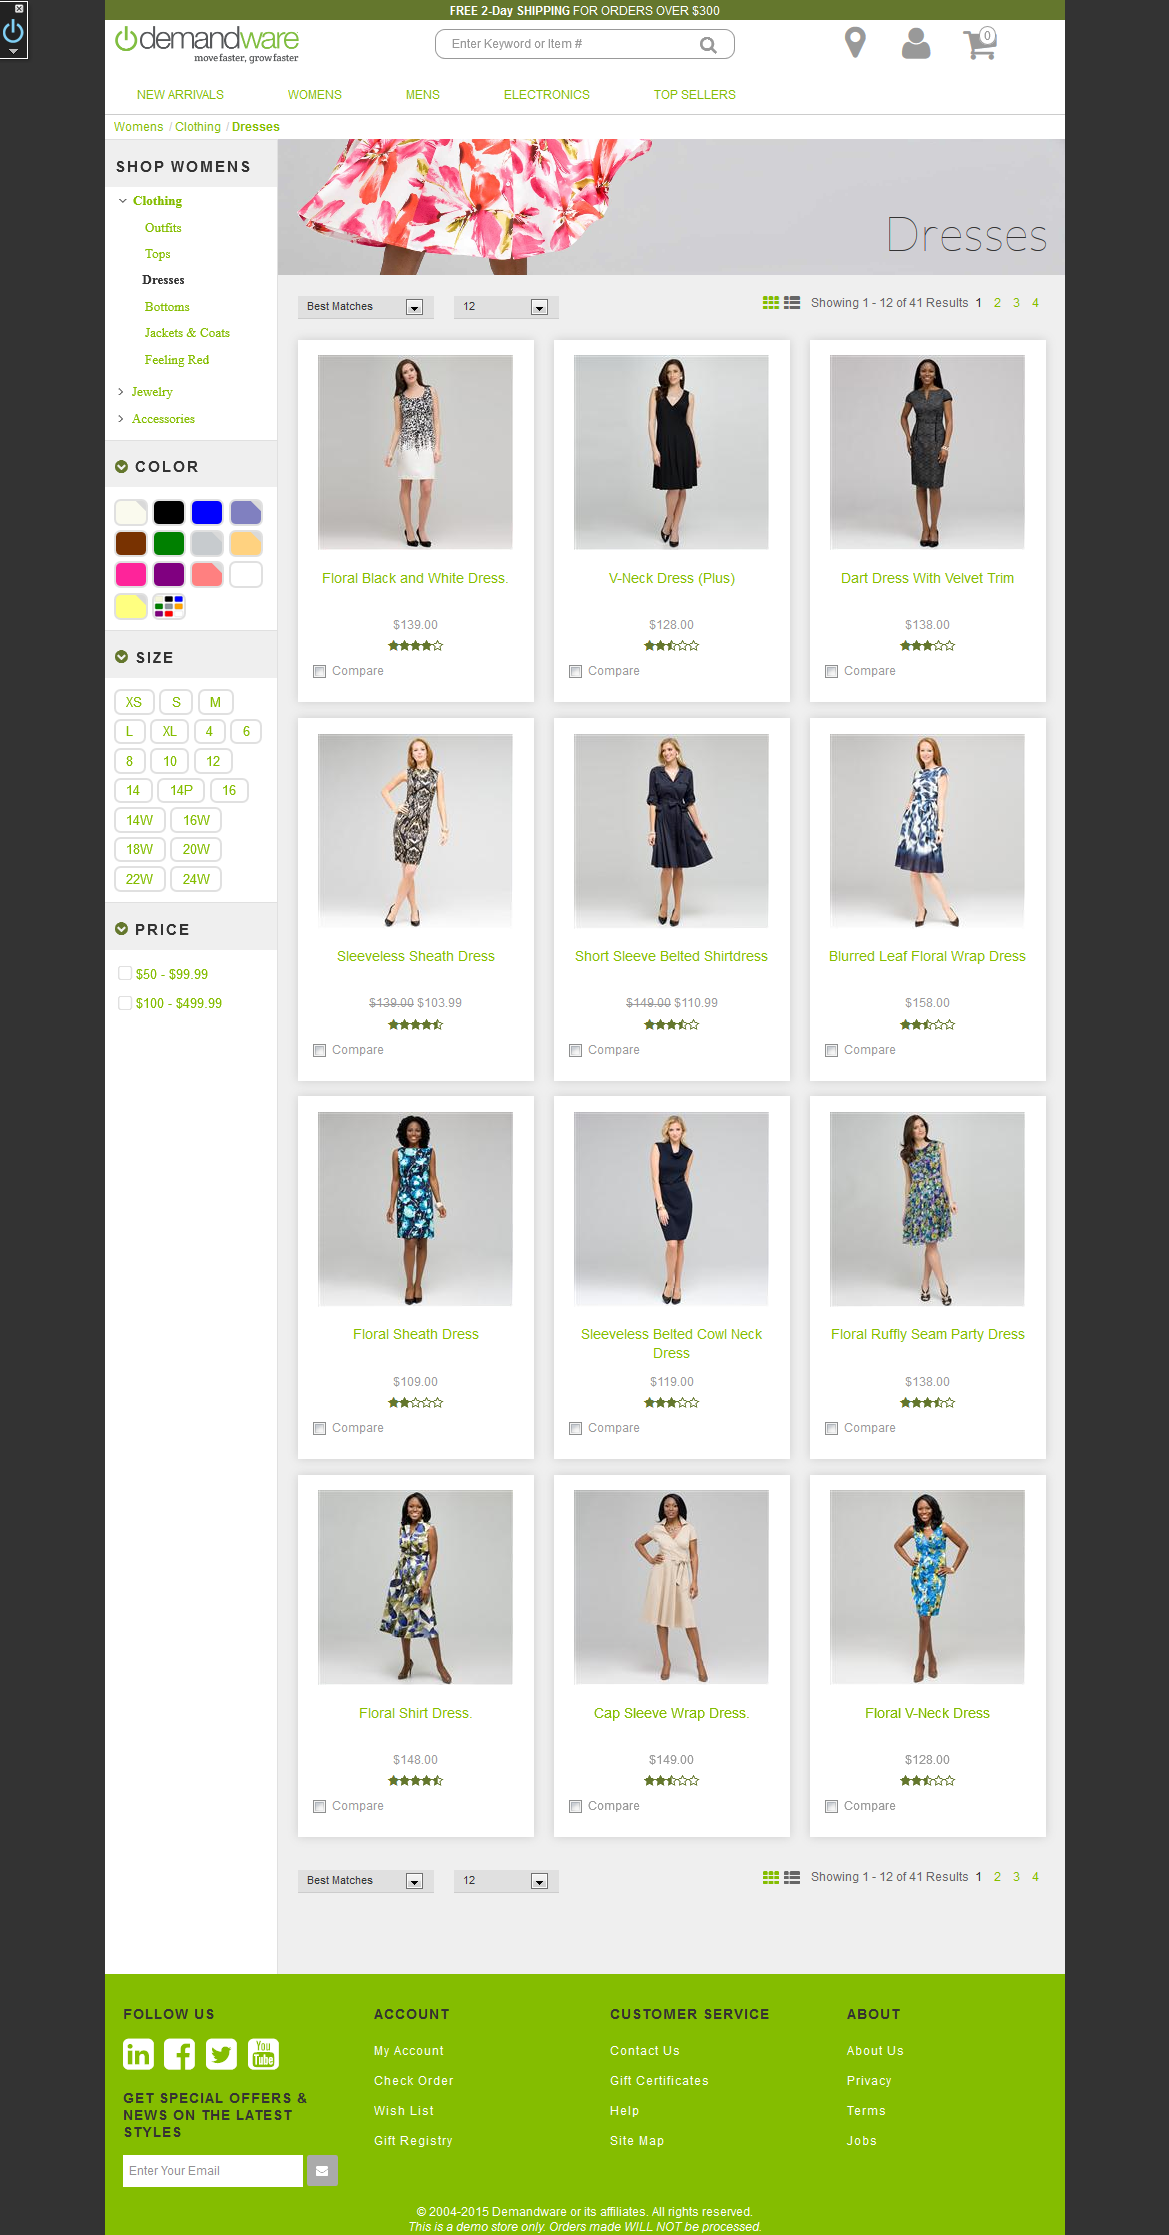 FREE 2-Day SHIPPING FOR ORDERS OVER $300
demandware
move faster, grow faster
Enter Keyword or Item #
0
NEW ARRIVALS WOMENS MENS ELECTRONICS TOP SELLERS
Womens / Clothing / Dresses
SHOP WOMENS
Clothing
Outfits
Tops
Dresses
Bottoms
Jackets & Coats
Feeling Red
Jewelry
Accessories
COLOR
SIZE
XS S M
L XL 4 6
8 10 12
14 14P 16
14W 16W
18W 20W
22W 24W
PRICE
$50 - $99.99
$100 - $499.99
Dresses
Best Matches 12 Showing 1 - 12 of 41 Results 1 2 3 4
Floral Black and White Dress. V-Neck Dress (Plus) Dart Dress With Velvet Trim
$139.00 $128.00 $138.00
Compare Compare Compare
Sleeveless Sheath Dress Short Sleeve Belted Shirtdress Blurred Leaf Floral Wrap Dress
$139.00 $103.99 $149.00 $110.99 $158.00
Compare Compare Compare
Floral Sheath Dress Sleeveless Belted Cowl Neck Floral Ruffly Seam Party Dress
Dress
$109.00 $119.00 $138.00
Compare Compare Compare
Floral Shirt Dress. Cap Sleeve Wrap Dress. Floral V-Neck Dress
$148.00 $149.00 $128.00
Compare Compare Compare
Best Matches 12 Showing 1 - 12 of 41 Results 1 2 3 4
FOLLOW US
in f You Tube
GET SPECIAL OFFERS &
NEWS ON THE LATEST
STYLES
Enter Your Email
ACCOUNT
My Account
Check Order
Wish List
Gift Registry
CUSTOMER SERVICE
Contact Us
Gift Certificates
Help
Site Map
ABOUT
About Us
Privacy
Terms
Jobs
© 2004-2015 Demandware or its affiliates. All rights reserved.
This is a demo store only. Orders made WILL NOT be processed.